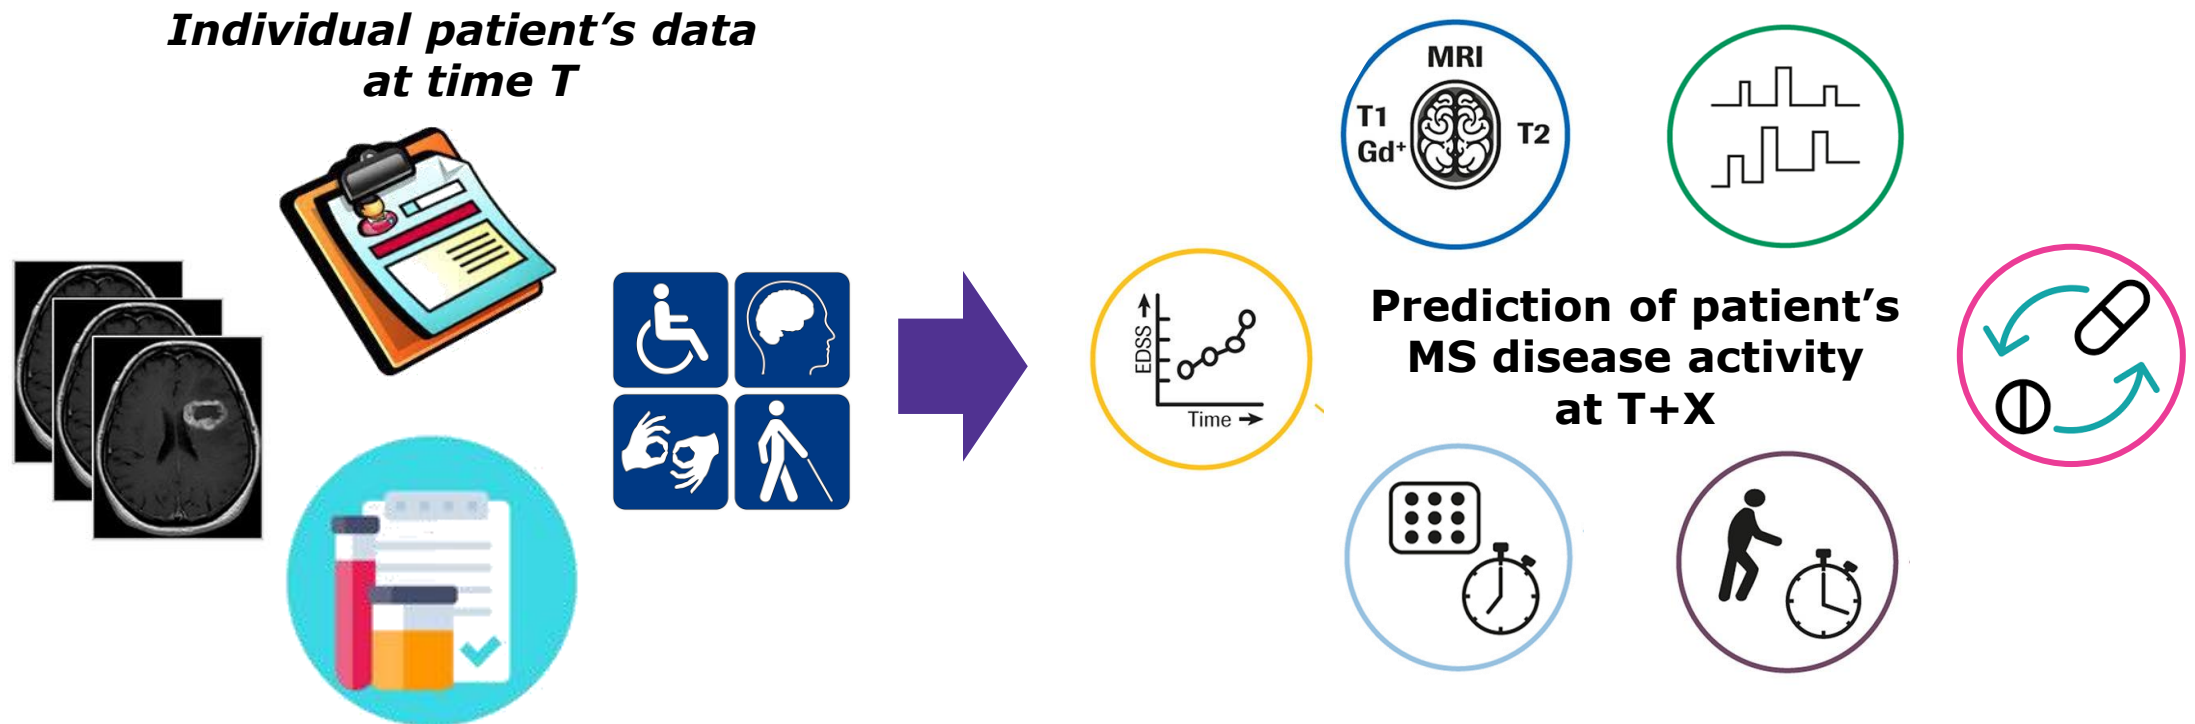 Individual patient’s data
at time T
MRI
T1
Gd+
T2
EDSS
Time
Prediction of patient’s
MS disease activity
at T+X